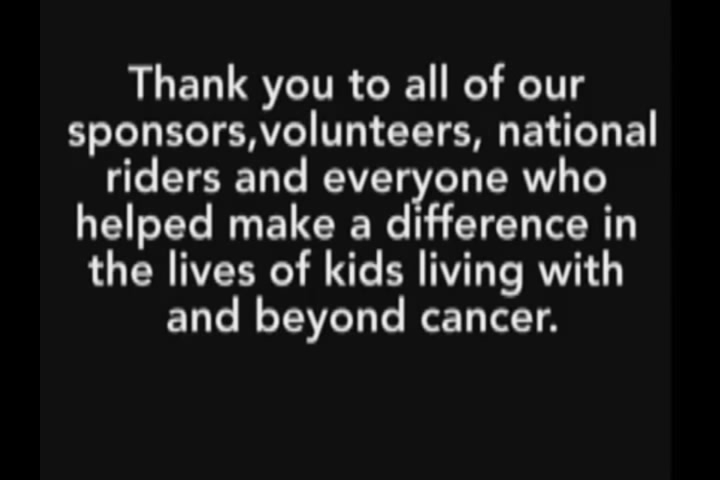 Thank you to all of our
sponsors,volunteers, national
riders and everyone who
helped make a difference in
the lives of kids living with
and beyond cancer.